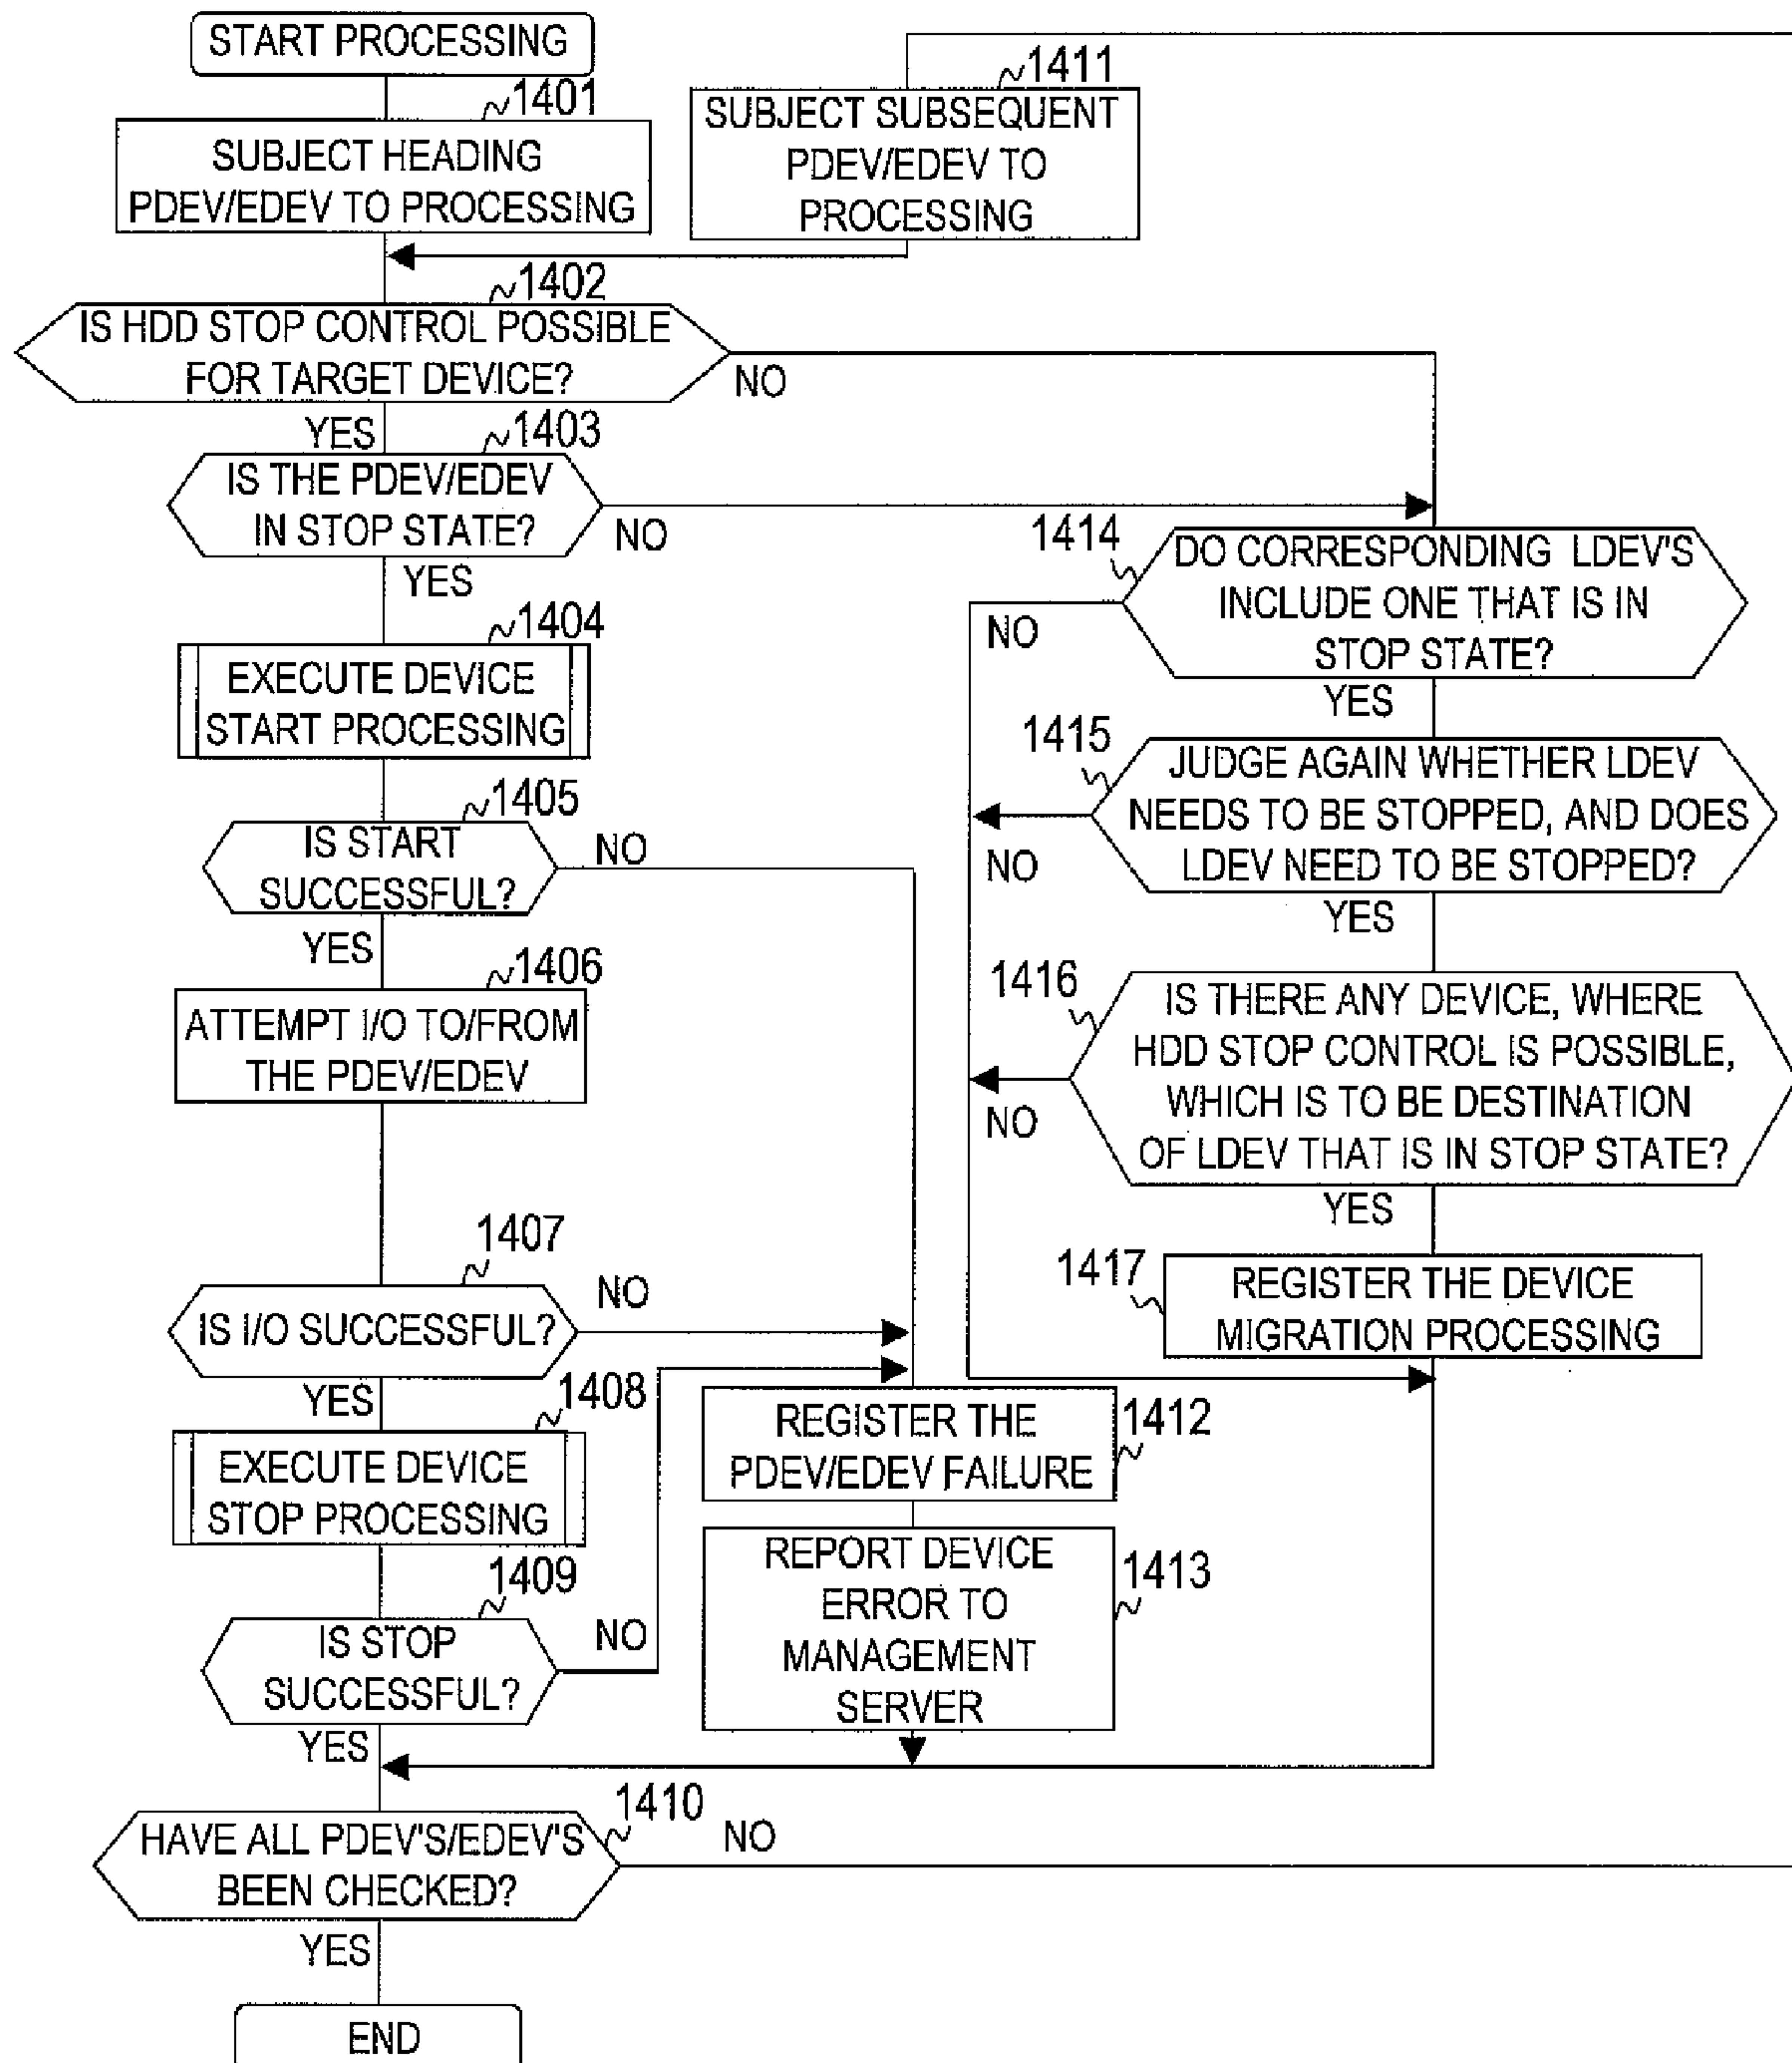 START PROCESSING
1401
SUBJECT HEADING
PDEV/EDEV TO PROCESSING
1411
SUBJECT SUBSEQUENT
PDEV/EDEV TO
PROCESSING
1402
IS HDD STOP CONTROL POSSIBLE
FOR TARGET DEVICE?
NO
YES
1403
IS THE PDEV/EDEV
IN STOP STATE?
NO
YES
1404
EXECUTE DEVICE
START PROCESSING
1405
IS START
SUCCESSFUL?
NO
YES
1406
ATTEMPT I/O TO/FROM
THE PDEV/EDEV
1407
IS I/O SUCCESSFUL?
NO
YES
1408
EXECUTE DEVICE
STOP PROCESSING
1409
IS STOP
SUCCESSFUL?
NO
YES
1412
REGISTER THE
PDEV/EDEV FAILURE
1413
REPORT DEVICE
ERROR TO
MANAGEMENT
SERVER
1414
DO CORRESPONDING LDEV'S
INCLUDE ONE THAT IS IN
STOP STATE?
NO
YES
1415
JUDGE AGAIN WHETHER LDEV
NEEDS TO BE STOPPED, AND DOES
LDEV NEED TO BE STOPPED?
NO
YES
1416
IS THERE ANY DEVICE, WHERE
HDD STOP CONTROL IS POSSIBLE,
WHICH IS TO BE DESTINATION
OF LDEV THAT IS IN STOP STATE?
NO
YES
1417
REGISTER THE DEVICE
MIGRATION PROCESSING
1410
HAVE ALL PDEV'S/EDEV'S
BEEN CHECKED?
NO
YES
END